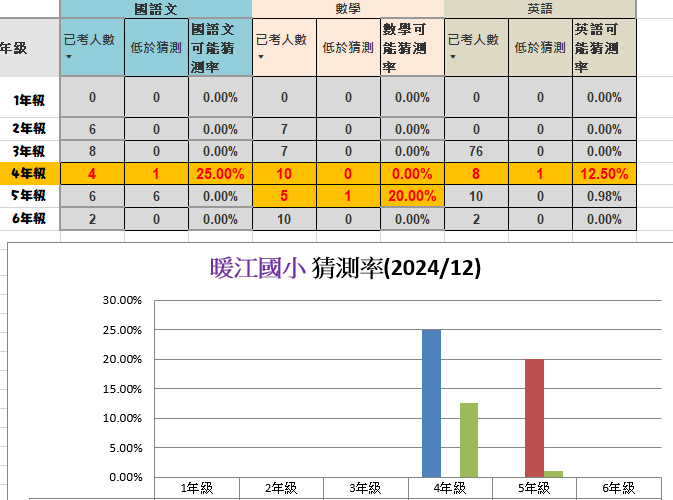 國語文 數學 英語
年級 已考人數 低於猜測 國語文可能猜測率 已考人數 低於猜測 數學可能猜測率 已考人數 低於猜測 英語可能猜測率
1年級 0 0 0.00% 0 0 0.00% 0 0 0.00%
2年級 6 0 0.00% 7 0 0.00% 0 0 0.00%
3年級 8 0 0.00% 7 0 0.00% 76 0 0.00%
4年級 4 1 25.00% 10 0 0.00% 8 1 12.50%
5年級 6 6 0.00% 5 1 20.00% 10 0 0.98%
6年級 2 0 0.00% 10 0 0.00% 2 0 0.00%
暖江國小 猜測率(2024/12)
30.00%
25.00%
20.00%
15.00%
10.00%
5.00%
0.00%
1年級 2年級 3年級 4年級 5年級 6年級